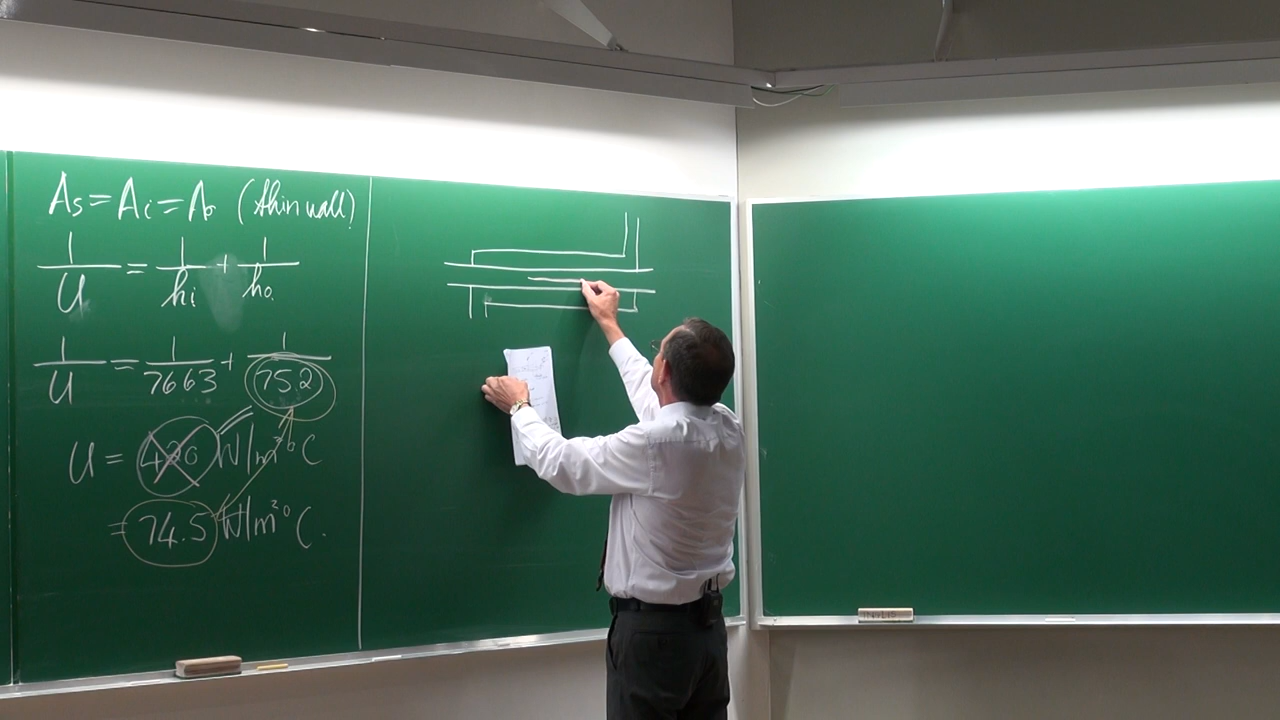 As = Ai = Ao (thin wall)
1/U = 1/hi + 1/ho
1/U = 1/7663 + 1/75.2
U = W/m²°C
= 74.5 W/m²°C.